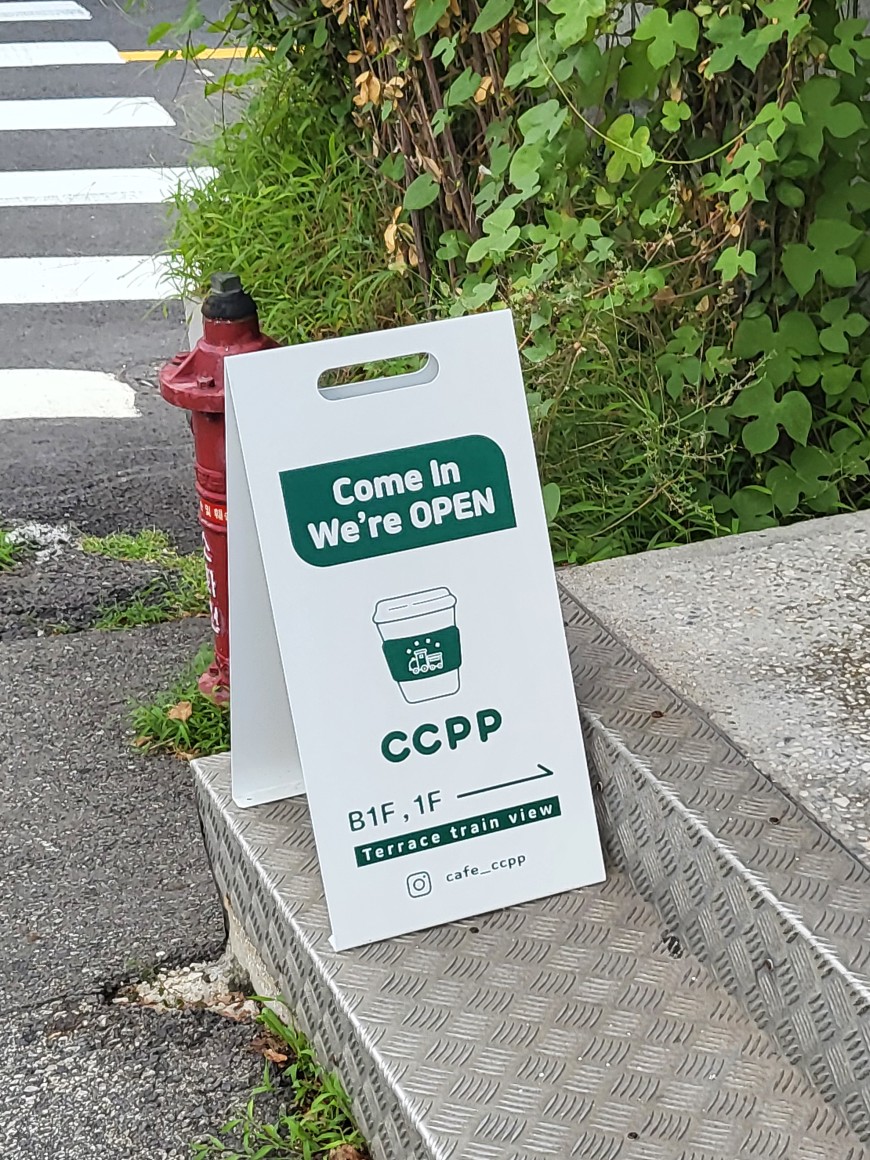 Come In
We're OPEN
CCPP
B1F, 1F
Terrace train view
cafe_ccpp